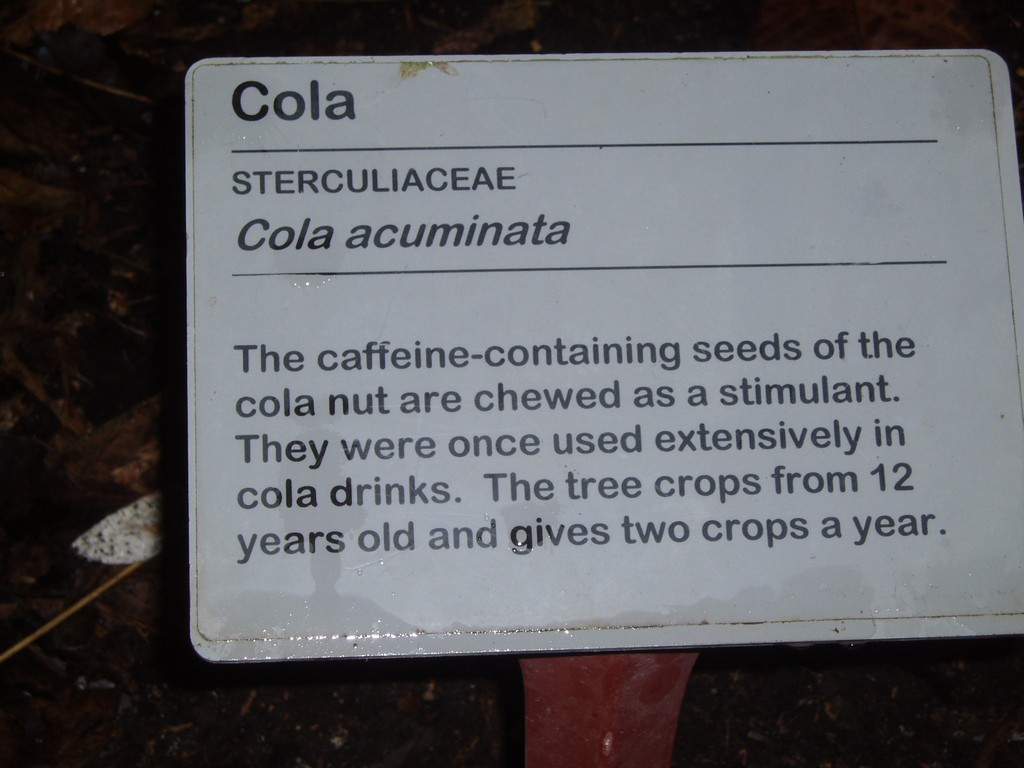 Cola
STERCULIACEAE
Cola acuminata
The caffeine-containing seeds of the
cola nut are chewed as a stimulant.
They were once used extensively in
cola drinks.  The tree crops from 12
years old and gives two crops a year.